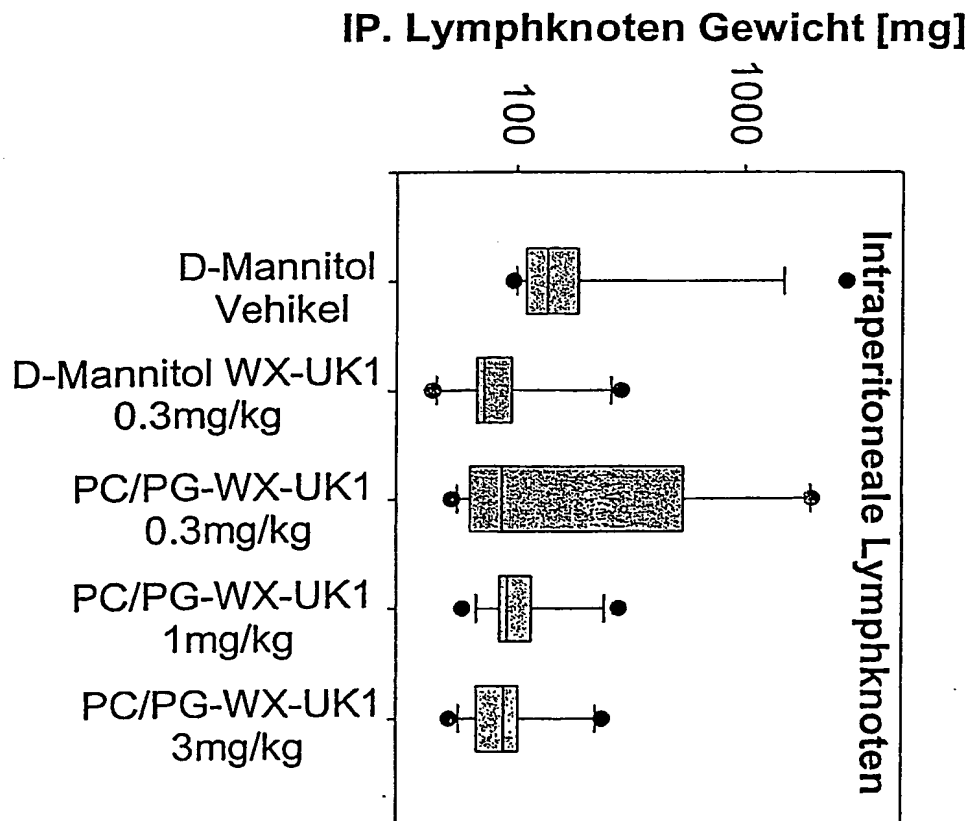 IP. Lymphknoten Gewicht [mg]
100
1000
Intraperitoneale Lymphknoten
D-Mannitol
Vehikel
D-Mannitol WX-UK1
0.3mg/kg
PC/PG-WX-UK1
0.3mg/kg
PC/PG-WX-UK1
1mg/kg
PC/PG-WX-UK1
3mg/kg